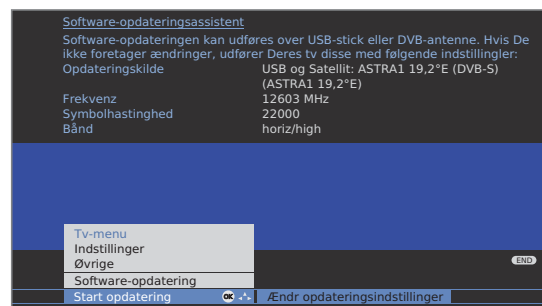 Software-opdateringsassistent
Software-opdateringen kan udføres over USB-stick eller DVB-antenne. Hvis De
ikke foretager ændringer, udfører Deres tv disse med følgende indstillinger:
Opdateringskilde USB og Satellit: ASTRA1 19,2°E (DVB-S)
(ASTRA1 19,2°E)
Frekvenz 12603 MHz
Symbolhastinghed 22000
Bånd horiz/high
Tv-menu
Indstillinger
Øvrige
END
Software-opdatering
Start opdatering OK Ændr opdateringsindstillinger